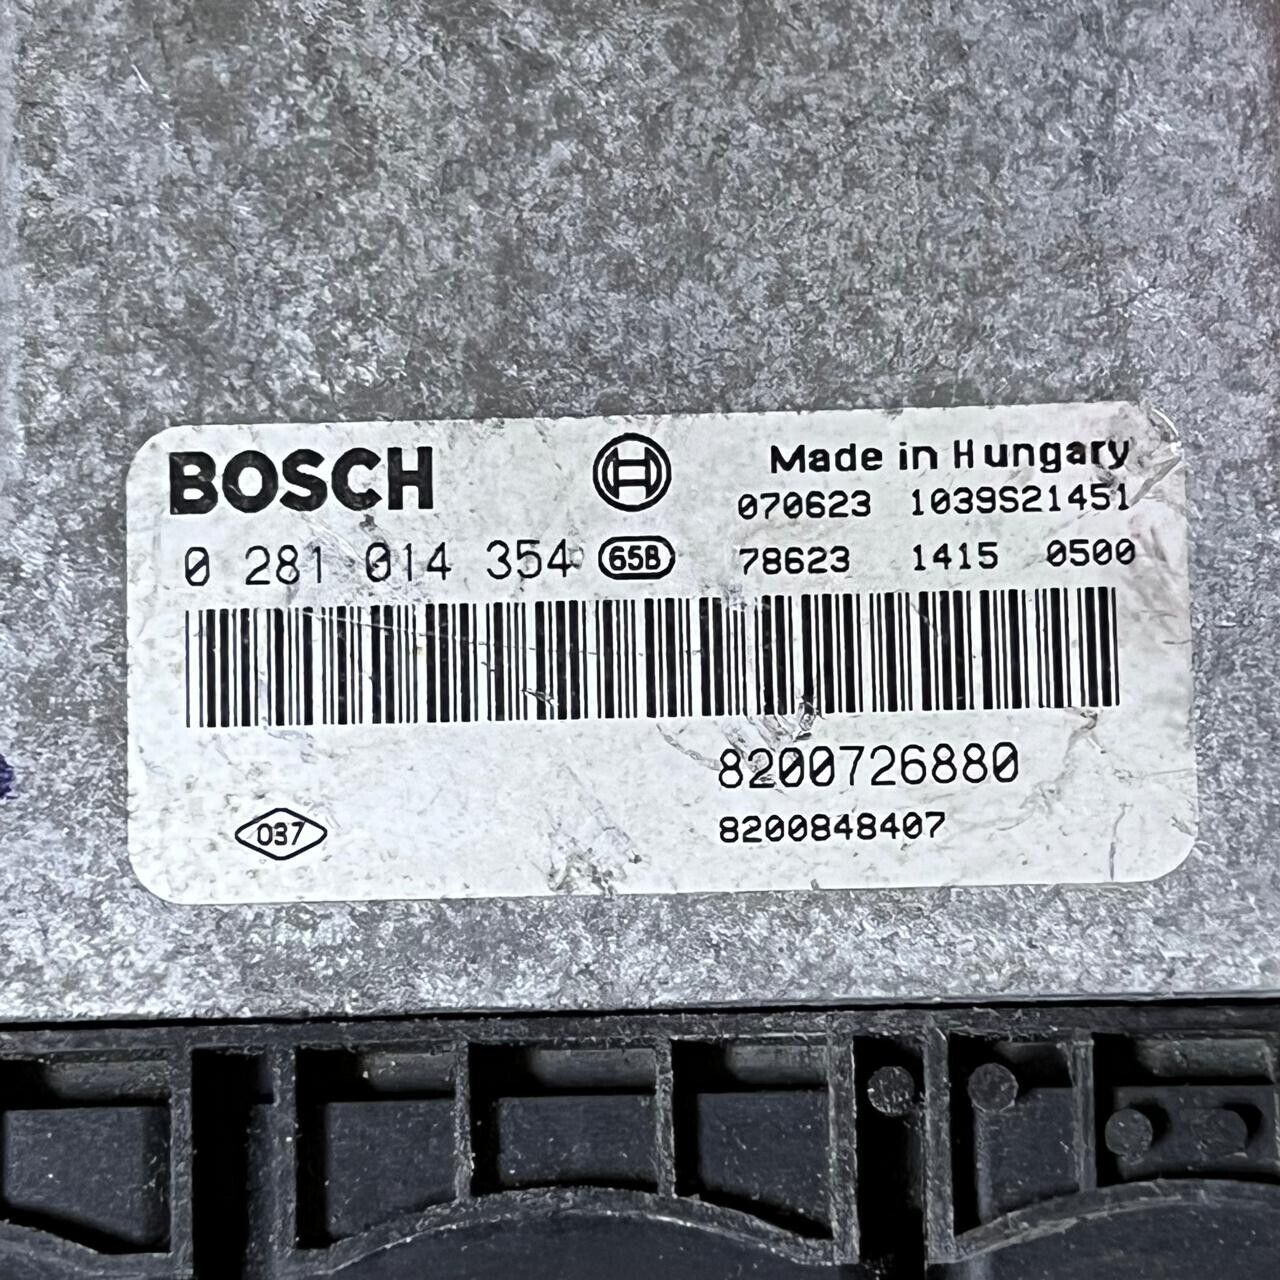 BOSCH
Made in Hungary
070623 1039S21451
0 281 014 354 65B 78623 1415 0500
8200726880
037 8200848407